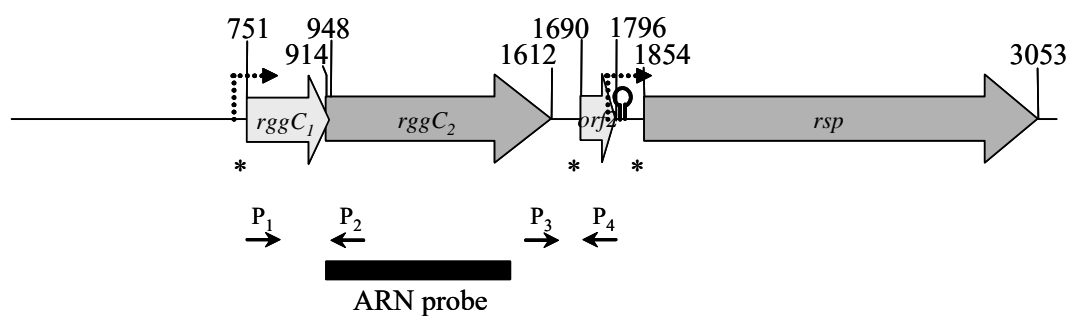 751 948 1690 1796
914 1612 1854 3053
rggC1 rggC2 orf2 rsp
* * *
P1 P2 P3 P4
ARN probe